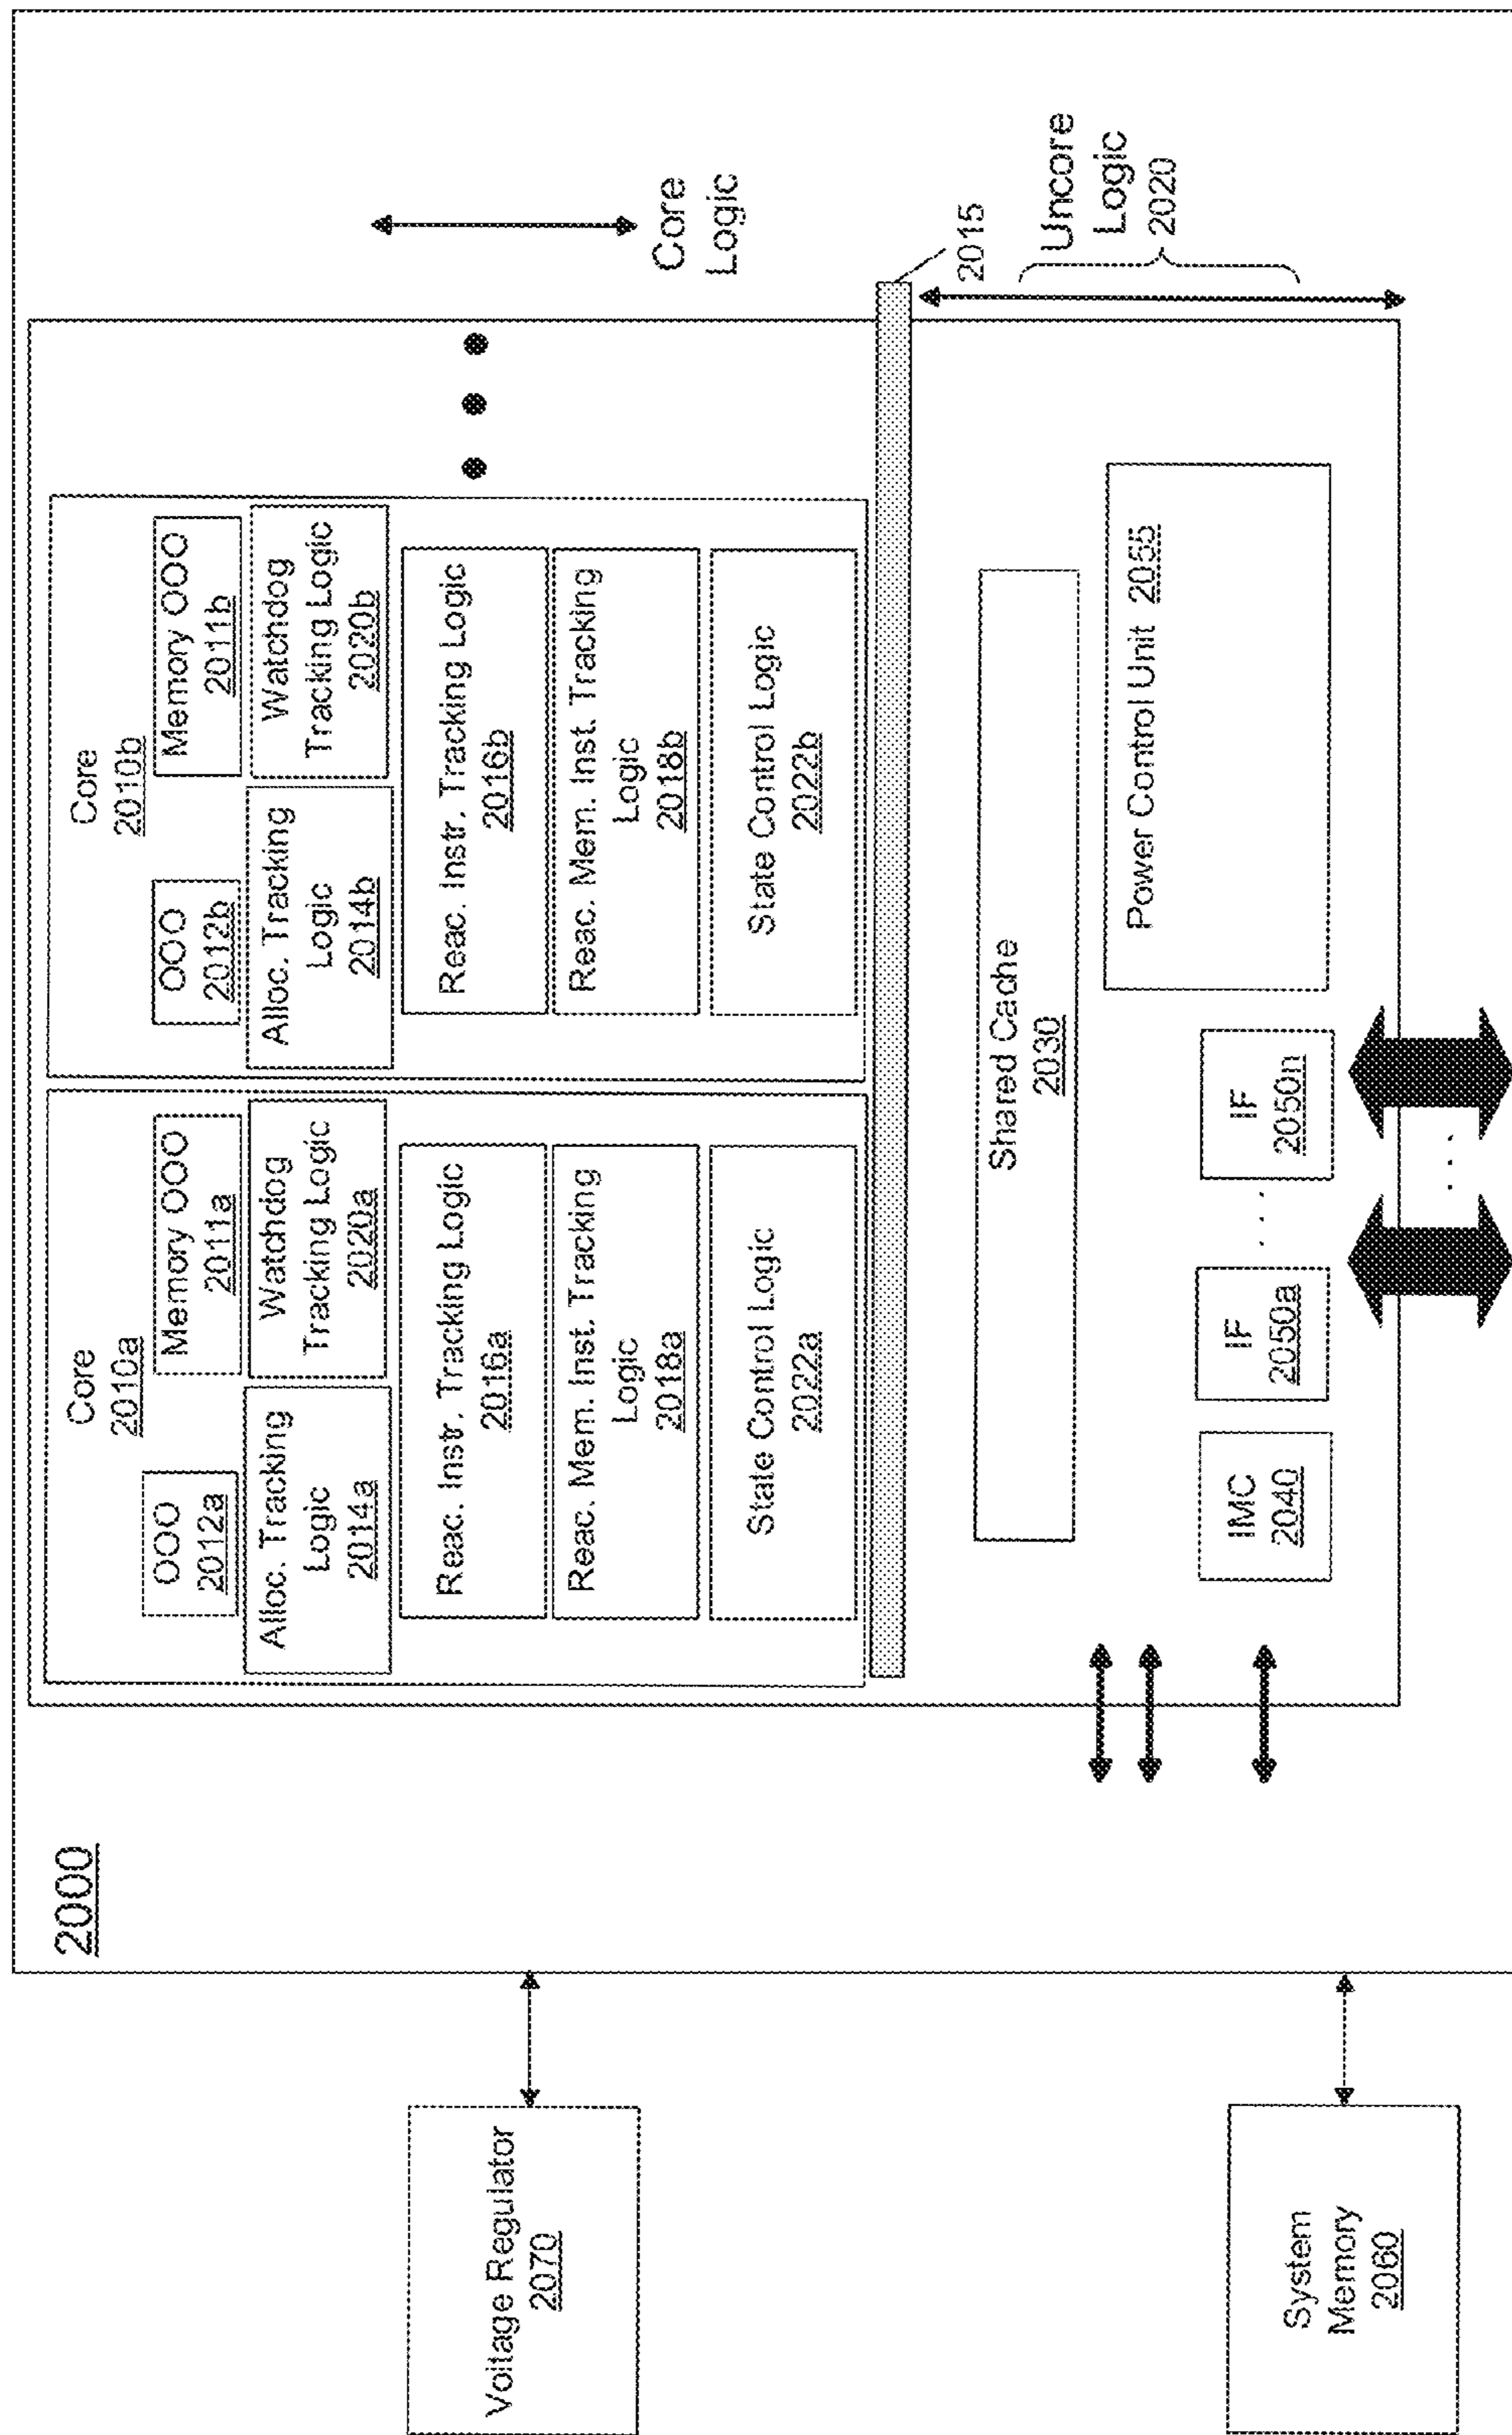 2000
Core
2010a
OOO
2012a
Memory OOO
2011a
Alloc. Tracking
Logic
2014a
Watchdog
Tracking Logic
2020a
Reac. Instr. Tracking Logic
2016a
Reac. Mem. Inst. Tracking
Logic
2018a
State Control Logic
2022a
Core
2010b
OOO
2012b
Memory OOO
2011b
Alloc. Tracking
Logic
2014b
Watchdog
Tracking Logic
2020b
Reac. Instr. Tracking Logic
2016b
Reac. Mem. Inst. Tracking
Logic
2018b
State Control Logic
2022b
Core
Logic
2015
Uncore
Logic
2020
Shared Cache
2030
Power Control Unit 2055
IMC
2040
IF
2050a
. . .
IF
2050n
. . .
Voltage Regulator
2070
System
Memory
2060